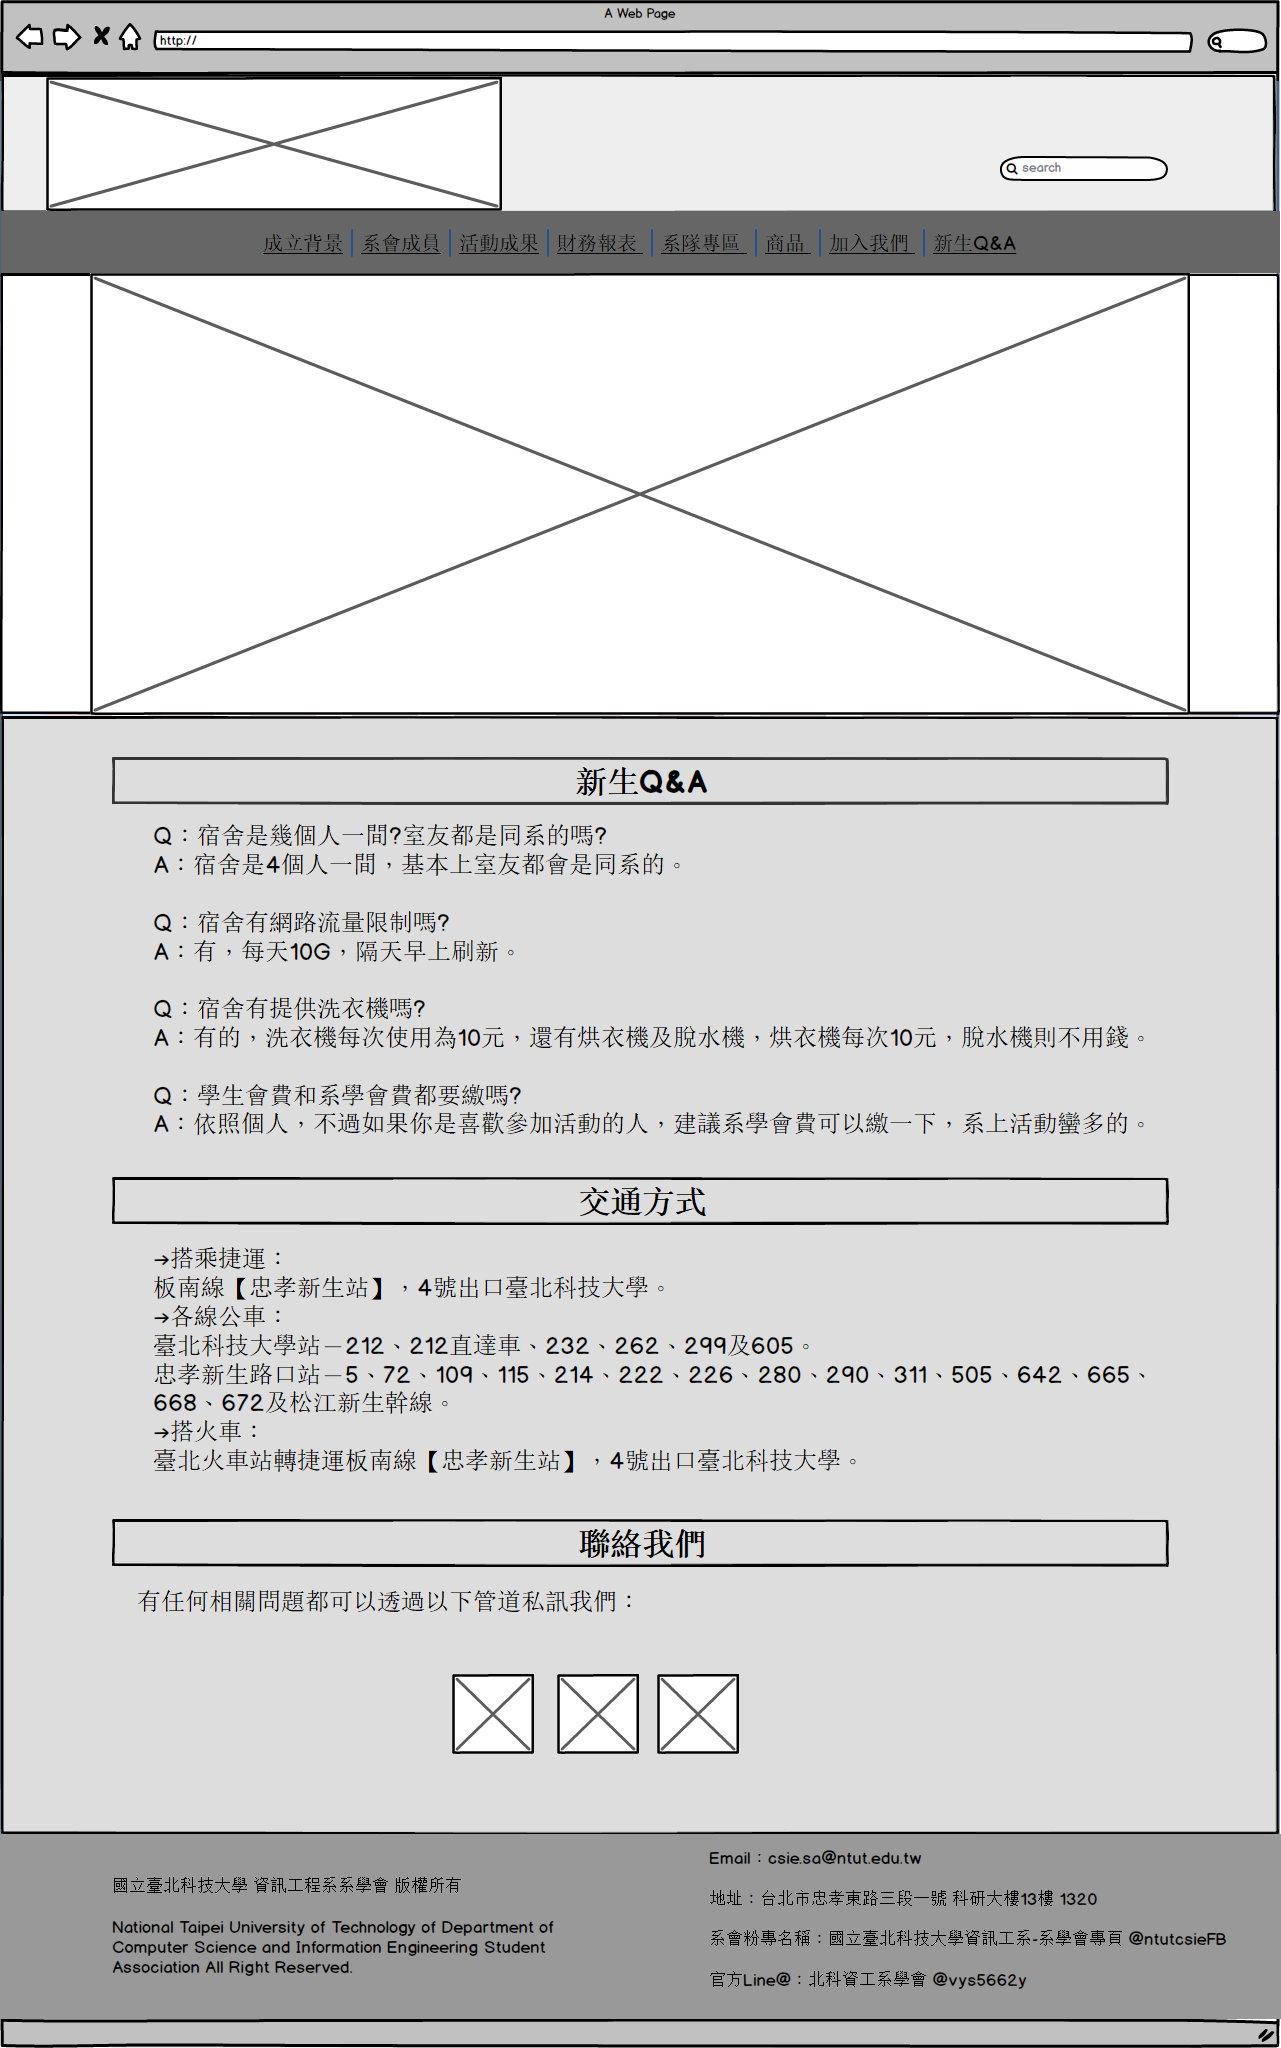 A Web Page
http://
search
成立背景 系會成員 活動成果 財務報表 系隊專區 商品 加入我們 新生Q&A
新生Q&A
Q：宿舍是幾個人一間?室友都是同系的嗎?
A：宿舍是4個人一間，基本上室友都會是同系的。
Q：宿舍有網路流量限制嗎?
A：有，每天10G，隔天早上刷新。
Q：宿舍有提供洗衣機嗎?
A：有的，洗衣機每次使用為10元，還有烘衣機及脫水機，烘衣機每次10元，脫水機則不用錢。
Q：學生會費和系學會費都要繳嗎?
A：依照個人，不過如果你是喜歡參加活動的人，建議系學會費可以繳一下，系上活動蠻多的。
交通方式
→搭乘捷運：
板南線【忠孝新生站】，4號出口臺北科技大學。
→各線公車：
臺北科技大學站－212、212直達車、232、262、299及605。
忠孝新生路口站－5、72、109、115、214、222、226、280、290、311、505、642、665、
668、672及松江新生幹線。
→搭火車：
臺北火車站轉捷運板南線【忠孝新生站】，4號出口臺北科技大學。
聯絡我們
有任何相關問題都可以透過以下管道私訊我們：
國立臺北科技大學 資訊工程系系學會 版權所有
National Taipei University of Technology of Department of
Computer Science and Information Engineering Student
Association All Right Reserved.
Email：csie.sa@ntut.edu.tw
地址：台北市忠孝東路三段一號 科研大樓13樓 1320
系會粉專名稱：國立臺北科技大學資訊工系-系學會專頁 @ntutcsieFB
官方Line@：北科資工系學會 @vys5662y